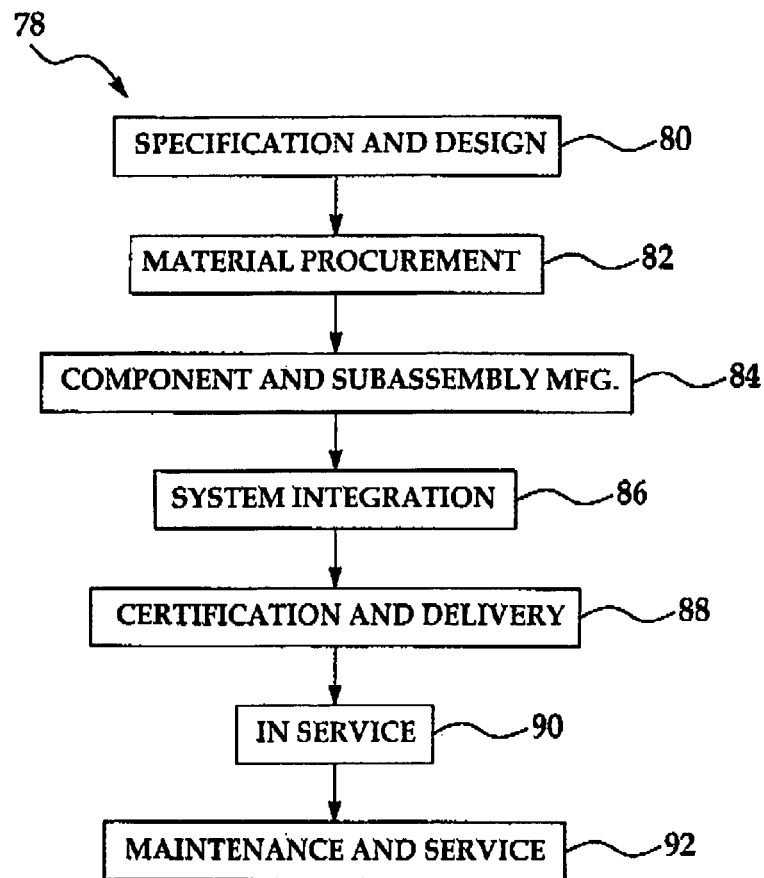 78
SPECIFICATION AND DESIGN 80
MATERIAL PROCUREMENT 82
COMPONENT AND SUBASSEMBLY MFG. 84
SYSTEM INTEGRATION 86
CERTIFICATION AND DELIVERY 88
IN SERVICE 90
MAINTENANCE AND SERVICE 92